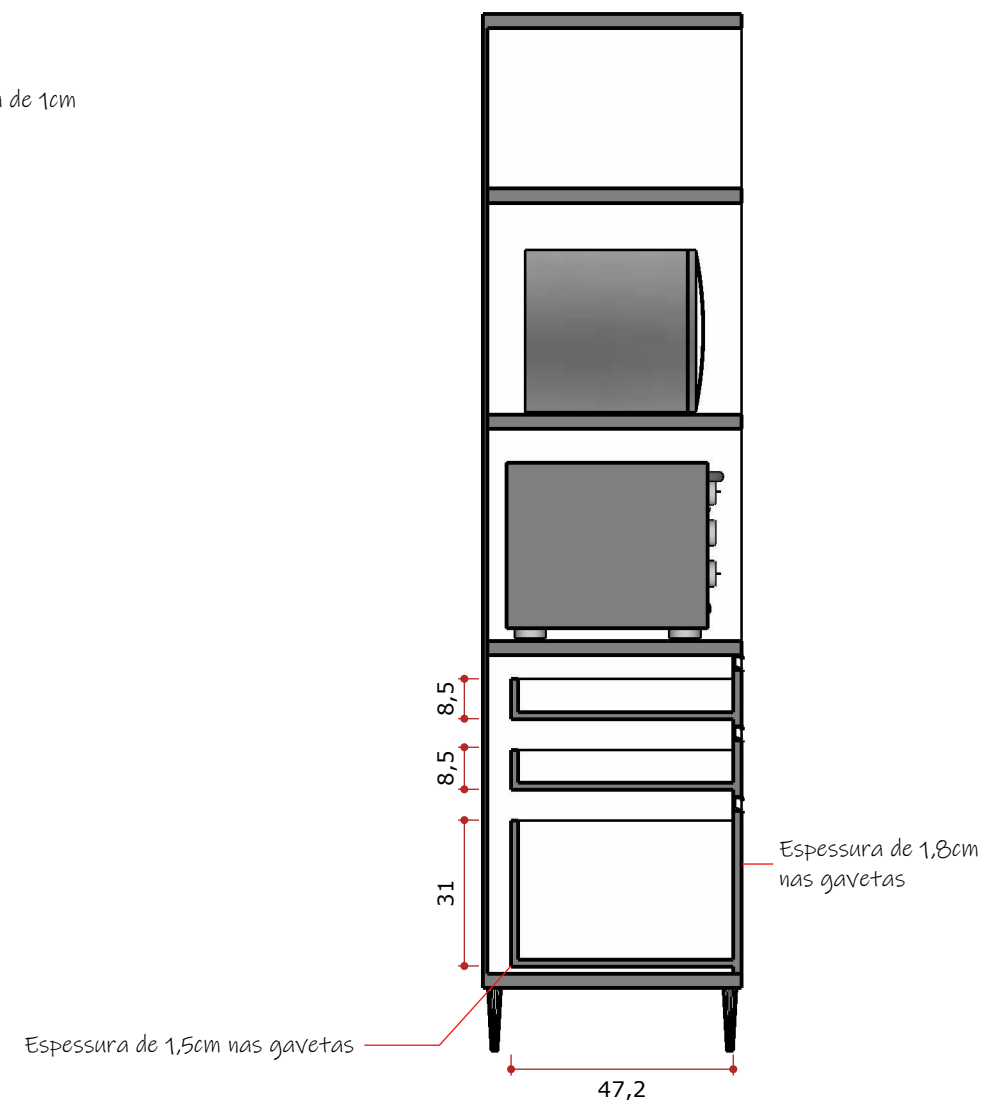 de 1cm
8,5
8,5
31
Espessura de 1,8cm
nas gavetas
Espessura de 1,5cm nas gavetas
47,2